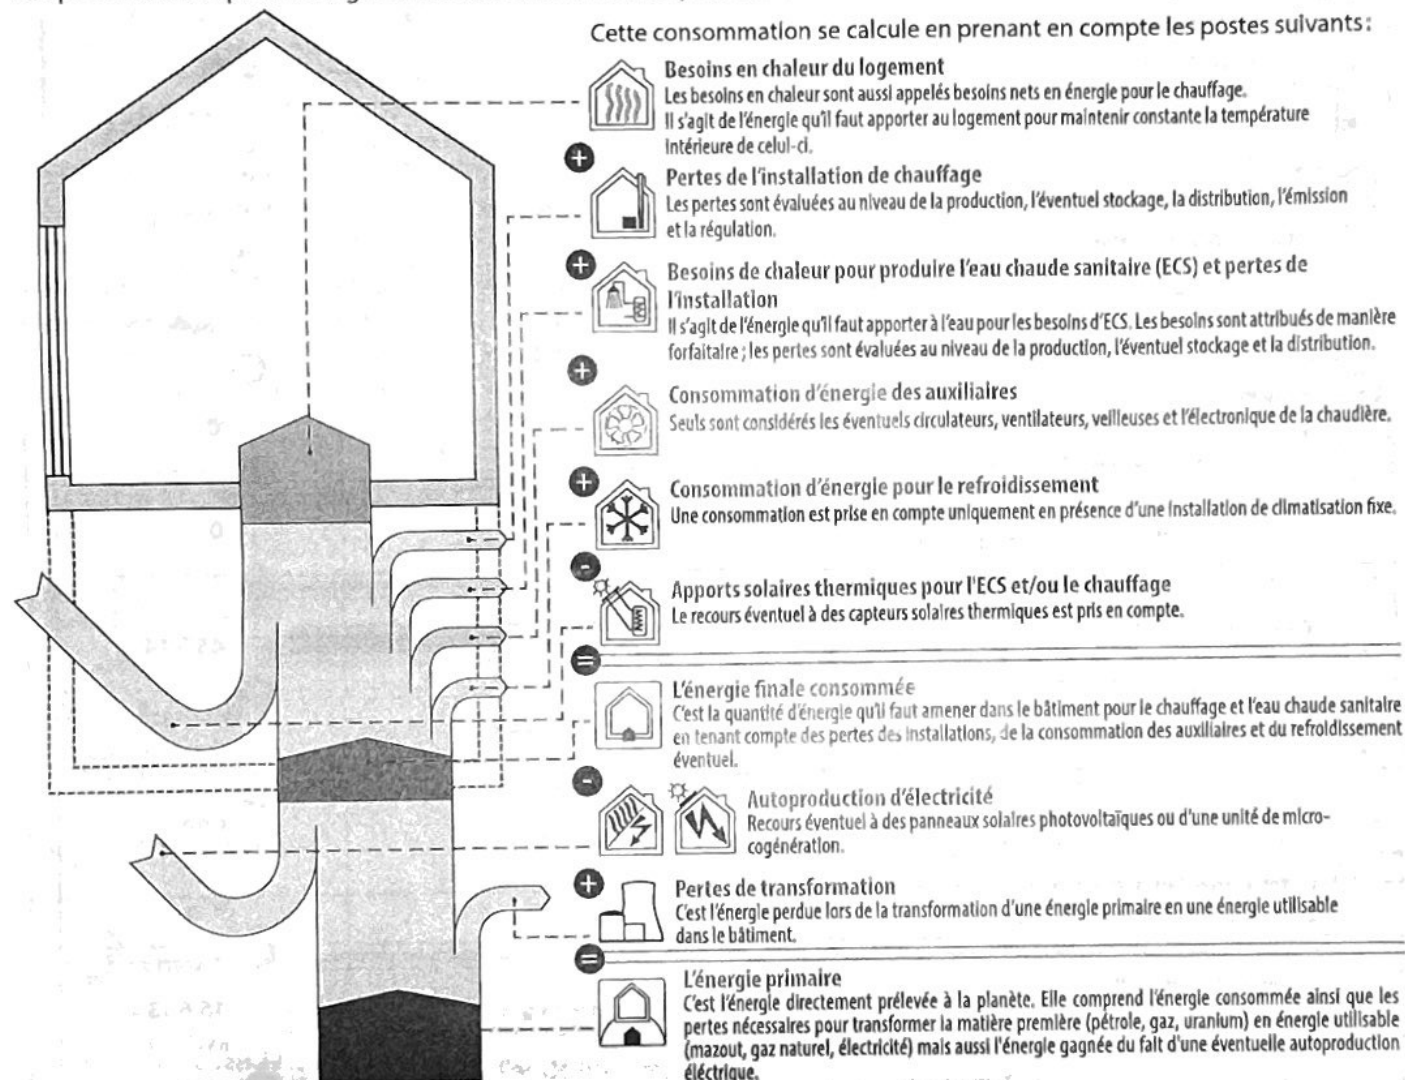 Cette consommation se calcule en prenant en compte les postes suivants:
Besoins en chaleur du logement
Les besoins en chaleur sont aussi appelés besoins nets en énergie pour le chauffage.
Il s'agit de l'énergie qu'il faut apporter au logement pour maintenir constante la température
intérieure de celui-ci.
+
Pertes de l'installation de chauffage
Les pertes sont évaluées au niveau de la production, l'éventuel stockage, la distribution, l'émission
et la régulation.
+
Besoins de chaleur pour produire l'eau chaude sanitaire (ECS) et pertes de
l'installation
Il s'agit de l'énergie qu'il faut apporter à l'eau pour les besoins d'ECS. Les besoins sont attribués de manière
forfaitaire ; les pertes sont évaluées au niveau de la production, l'éventuel stockage et la distribution.
+
Consommation d'énergie des auxiliaires
Seuls sont considérés les éventuels circulateurs, ventilateurs, veilleuses et l'électronique de la chaudière.
+
Consommation d'énergie pour le refroidissement
Une consommation est prise en compte uniquement en présence d'une installation de climatisation fixe.
-
Apports solaires thermiques pour l'ECS et/ou le chauffage
Le recours éventuel à des capteurs solaires thermiques est pris en compte.
=
L'énergie finale consommée
C'est la quantité d'énergie qu'il faut amener dans le bâtiment pour le chauffage et l'eau chaude sanitaire
en tenant compte des pertes des installations, de la consommation des auxiliaires et du refroidissement
éventuel.
-
Autoproduction d'électricité
Recours éventuel à des panneaux solaires photovoltaïques ou d'une unité de micro-
cogénération.
+
Pertes de transformation
C'est l'énergie perdue lors de la transformation d'une énergie primaire en une énergie utilisable
dans le bâtiment.
=
L'énergie primaire
C'est l'énergie directement prélevée à la planète. Elle comprend l'énergie consommée ainsi que les
pertes nécessaires pour transformer la matière première (pétrole, gaz, uranium) en énergie utilisable
(mazout, gaz naturel, électricité) mais aussi l'énergie gagnée du fait d'une éventuelle autoproduction
électrique.